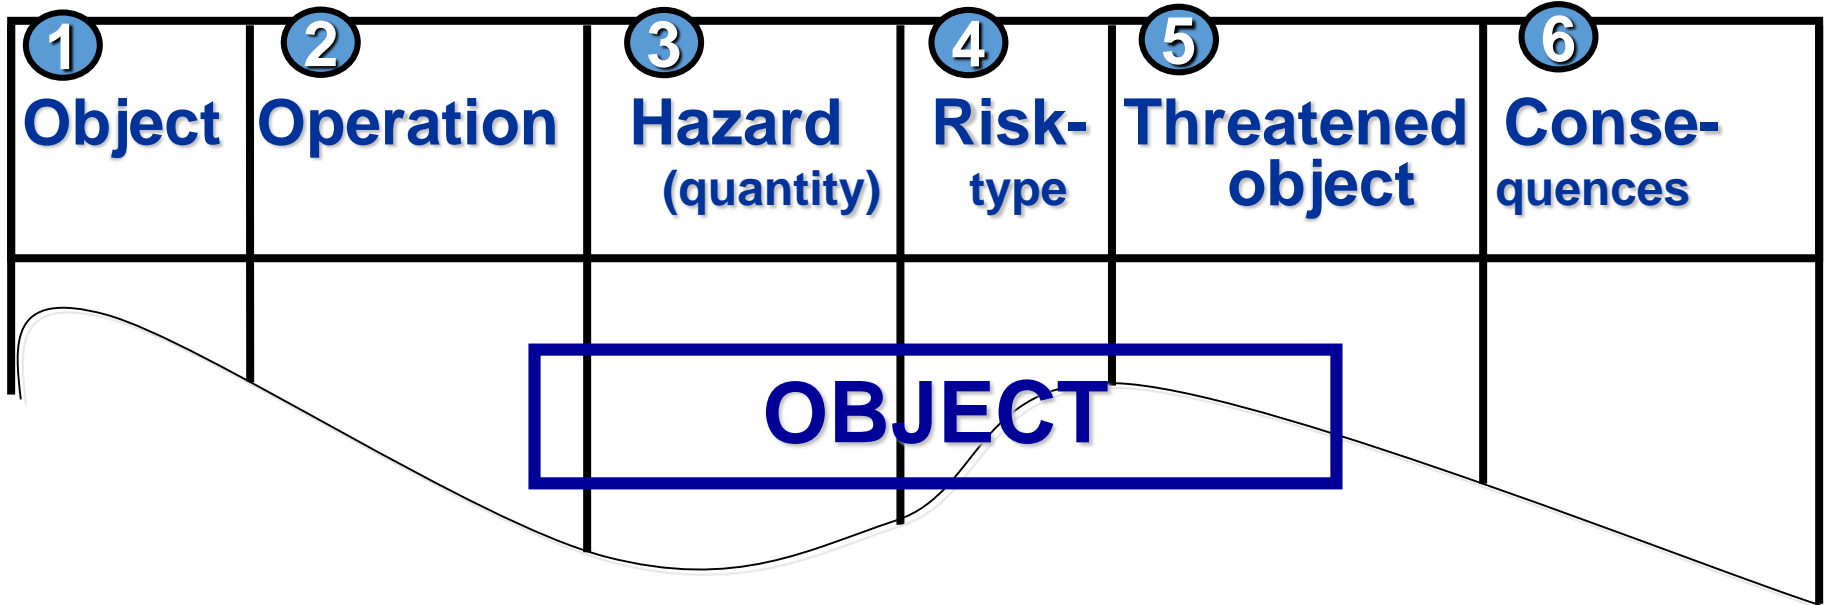 1 2 3 4 5 6
Object Operation Hazard Risk- Threatened Conse-
(quantity) type object quences
OBJECT